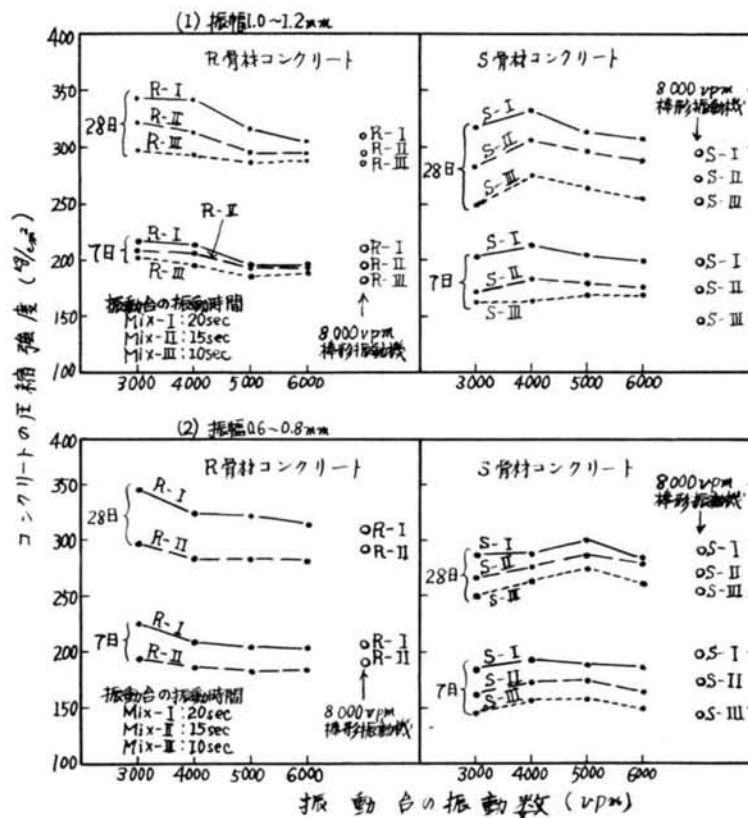 (1) 振幅1.0~1.2mm
コンクリートの圧縮強度 (kg/cm²)
400
350
300
250
200
150
100
R骨材コンクリート
28日
R-I
R-II
R-III
7日
R-I
R-II
R-III
振動台の振動時間
Mix-I:20sec
Mix-II:15sec
Mix-III:10sec
R-I
R-II
R-III
R-I
R-II
R-III
8000vpm
棒形振動機
3000 4000 5000 6000
S骨材コンクリート
8000vpm
棒形振動機
28日
S-I
S-II
S-III
7日
S-I
S-II
S-III
S-I
S-II
S-III
S-I
S-II
S-III
3000 4000 5000 6000
(2) 振幅0.6~0.8mm
400
350
300
250
200
150
100
R骨材コンクリート
28日
R-I
R-II
7日
R-I
R-II
振動台の振動時間
Mix-I:20sec
Mix-II:15sec
Mix-III:10sec
R-I
R-II
R-I
R-II
8000vpm
棒形振動機
3000 4000 5000 6000
S骨材コンクリート
8000vpm
棒形振動機
28日
S-I
S-II
S-III
7日
S-I
S-II
S-III
S-I
S-II
S-III
S-I
S-II
S-III
3000 4000 5000 6000
振動台の振動数(vpm)